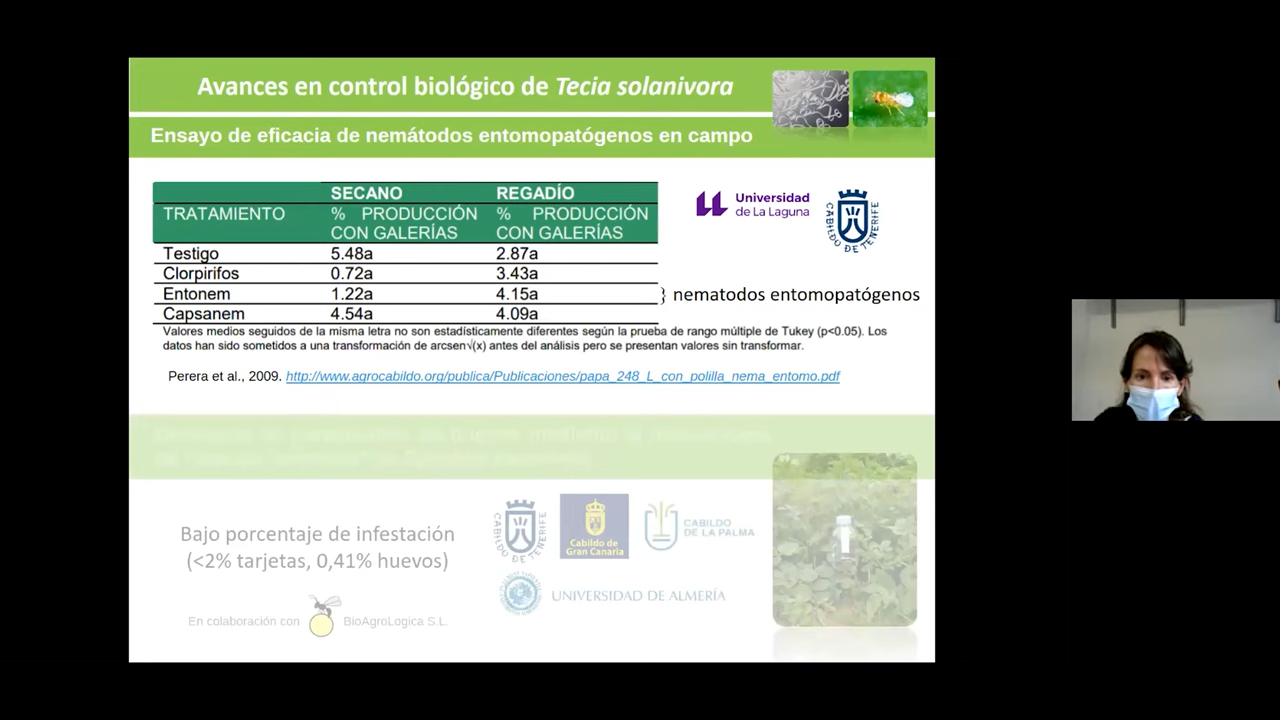 Avances en control biológico de Tecia solanivora
Ensayo de eficacia de nemátodos entomopatógenos en campo
SECANO REGADÍO
TRATAMIENTO % PRODUCCIÓN CON GALERÍAS % PRODUCCIÓN CON GALERÍAS
Testigo 5.48a 2.87a
Clorpirifos 0.72a 3.43a
Entonem 1.22a 4.15a
Capsanem 4.54a 4.09a
} nematodos entomopatógenos
Universidad
de La Laguna
CABILDO DE TENERIFE
Valores medios seguidos de la misma letra no son estadísticamente diferentes según la prueba de rango múltiple de Tukey (p<0.05). Los
datos han sido sometidos a una transformación de arcsen√(x) antes del análisis pero se presentan valores sin transformar.
Perera et al., 2009. http://www.agrocabildo.org/publica/Publicaciones/papa_248_L_con_polilla_nema_entomo.pdf
Bajo porcentaje de infestación
(<2% tarjetas, 0,41% huevos)
En colaboración con BioAgroLogica S.L.
CABILDO DE TENERIFE
Cabildo de
Gran Canaria
CABILDO
DE LA PALMA
UNIVERSIDAD DE ALMERÍA